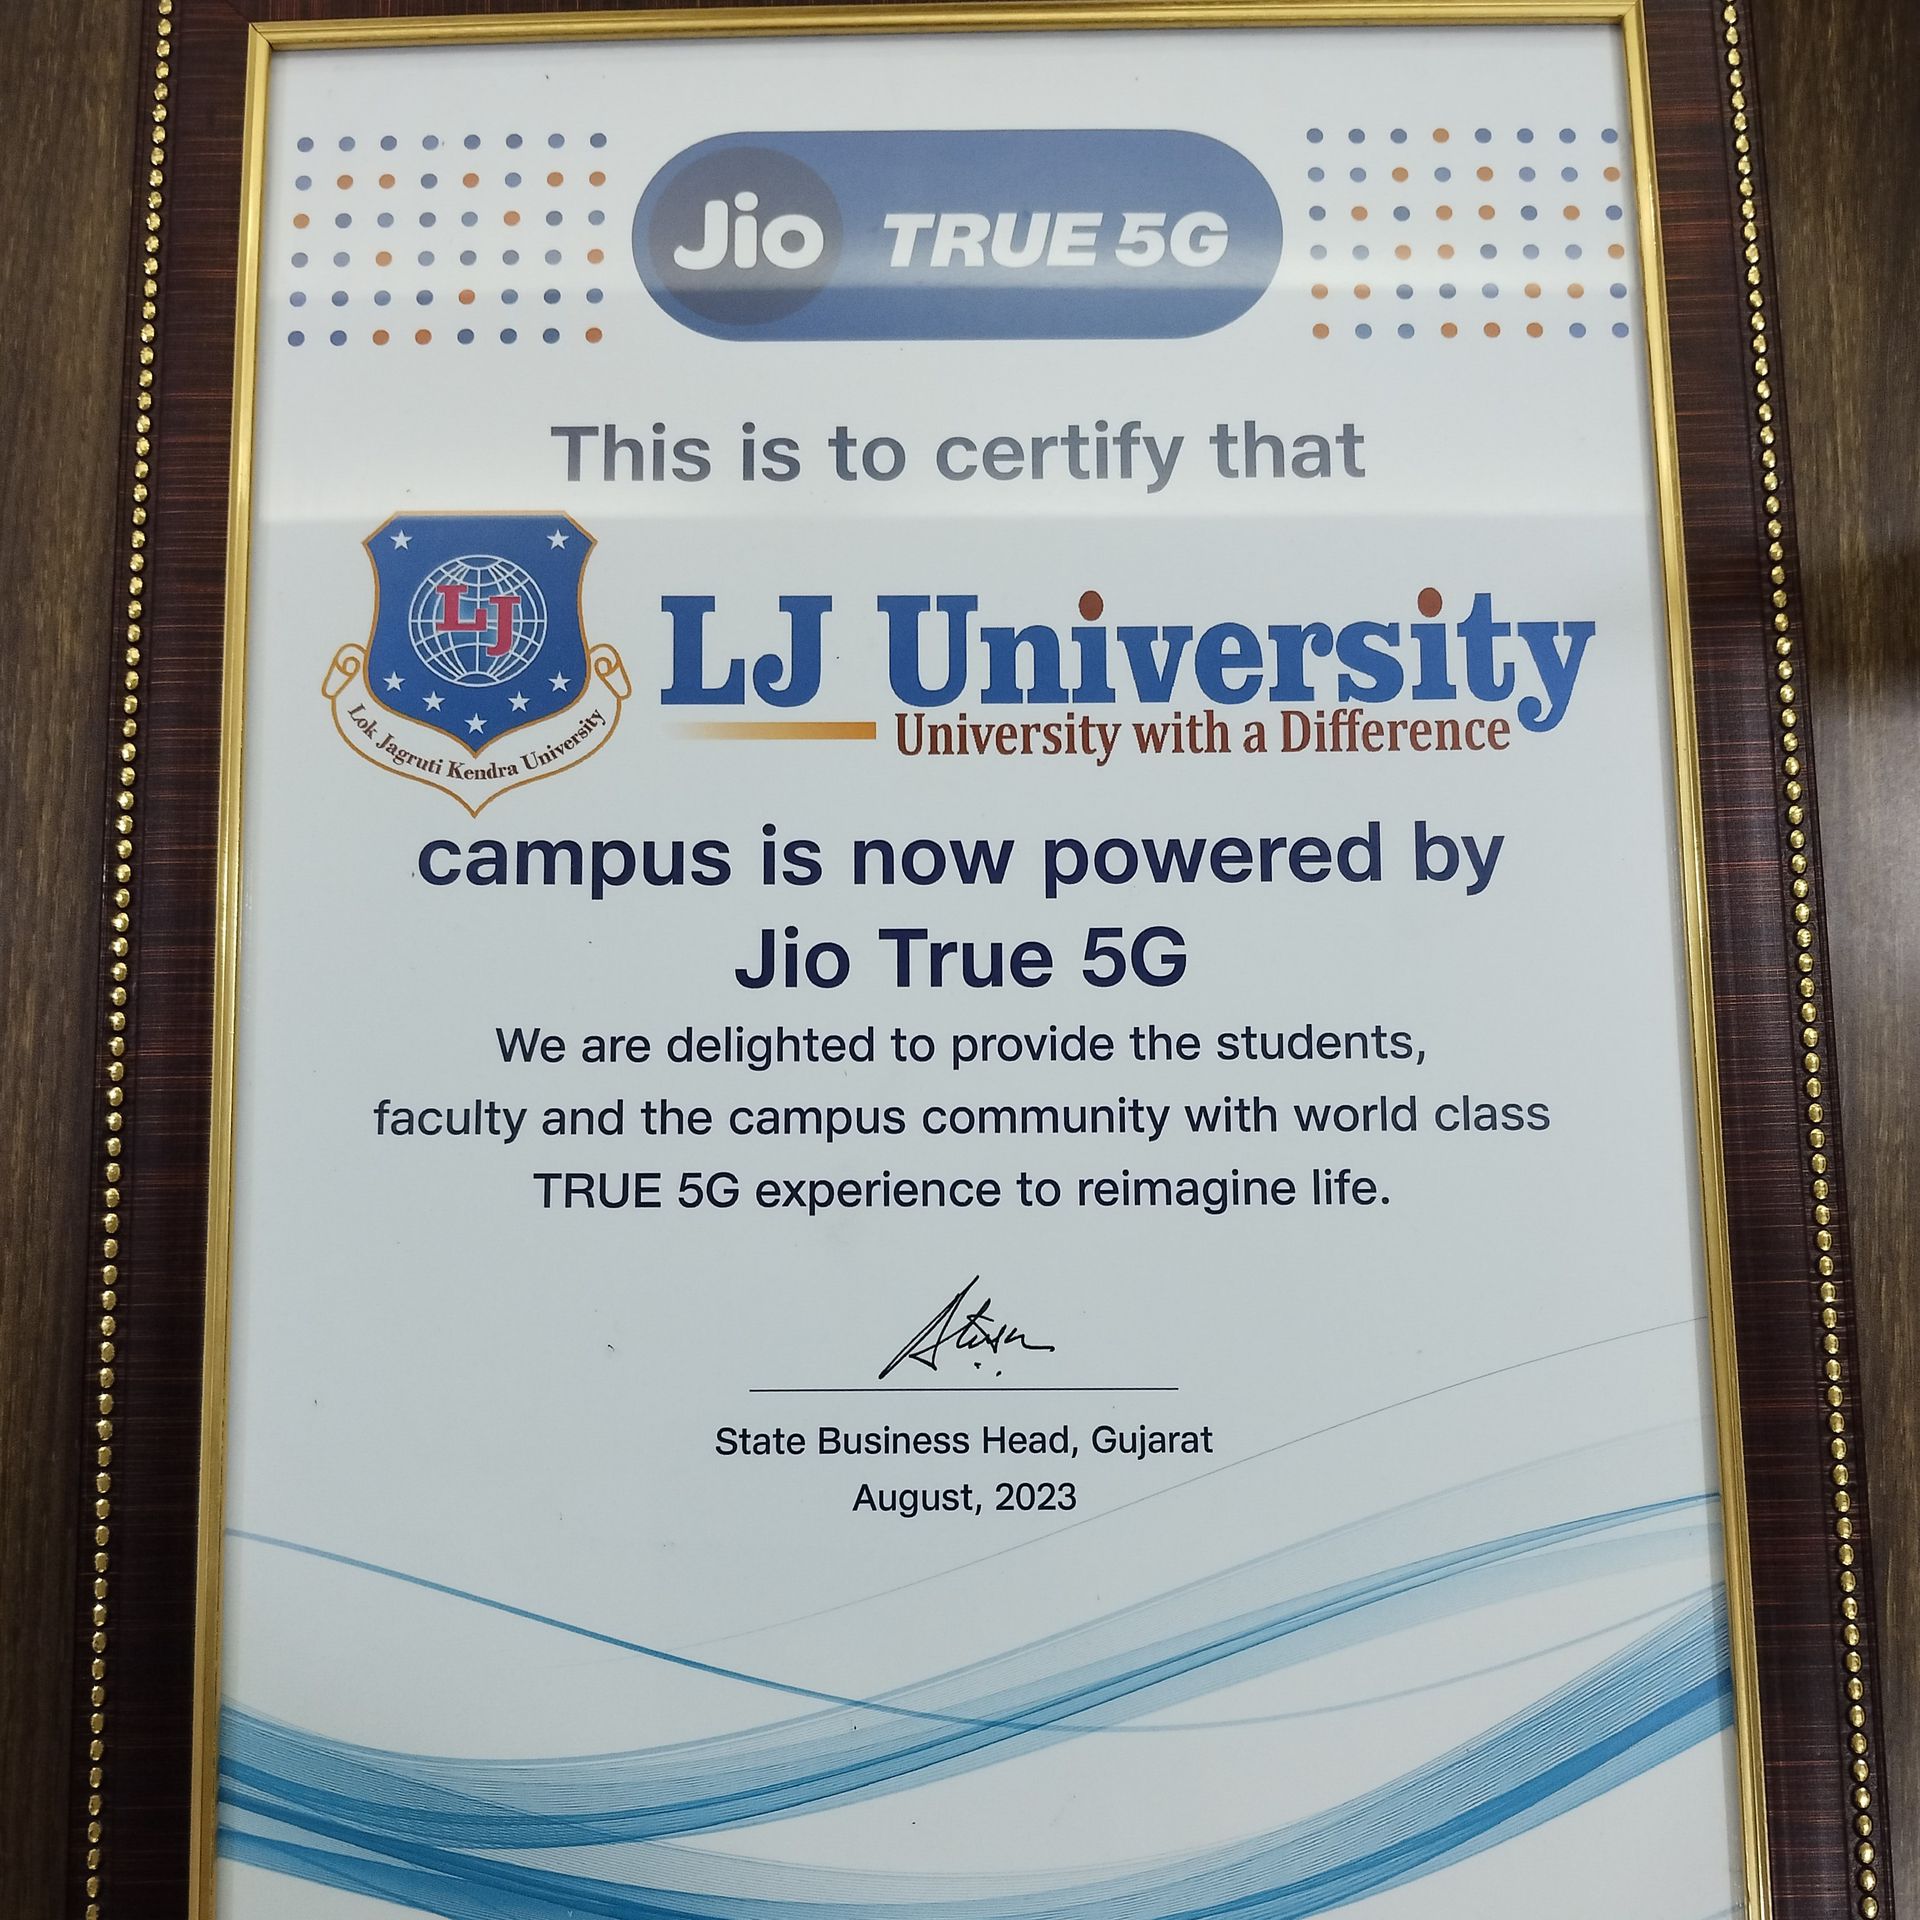 Jio TRUE 5G
This is to certify that
LJ
Lok Jagruti Kendra University
LJ University
University with a Difference
campus is now powered by
Jio True 5G
We are delighted to provide the students,
faculty and the campus community with world class
TRUE 5G experience to reimagine life.
State Business Head, Gujarat
August, 2023